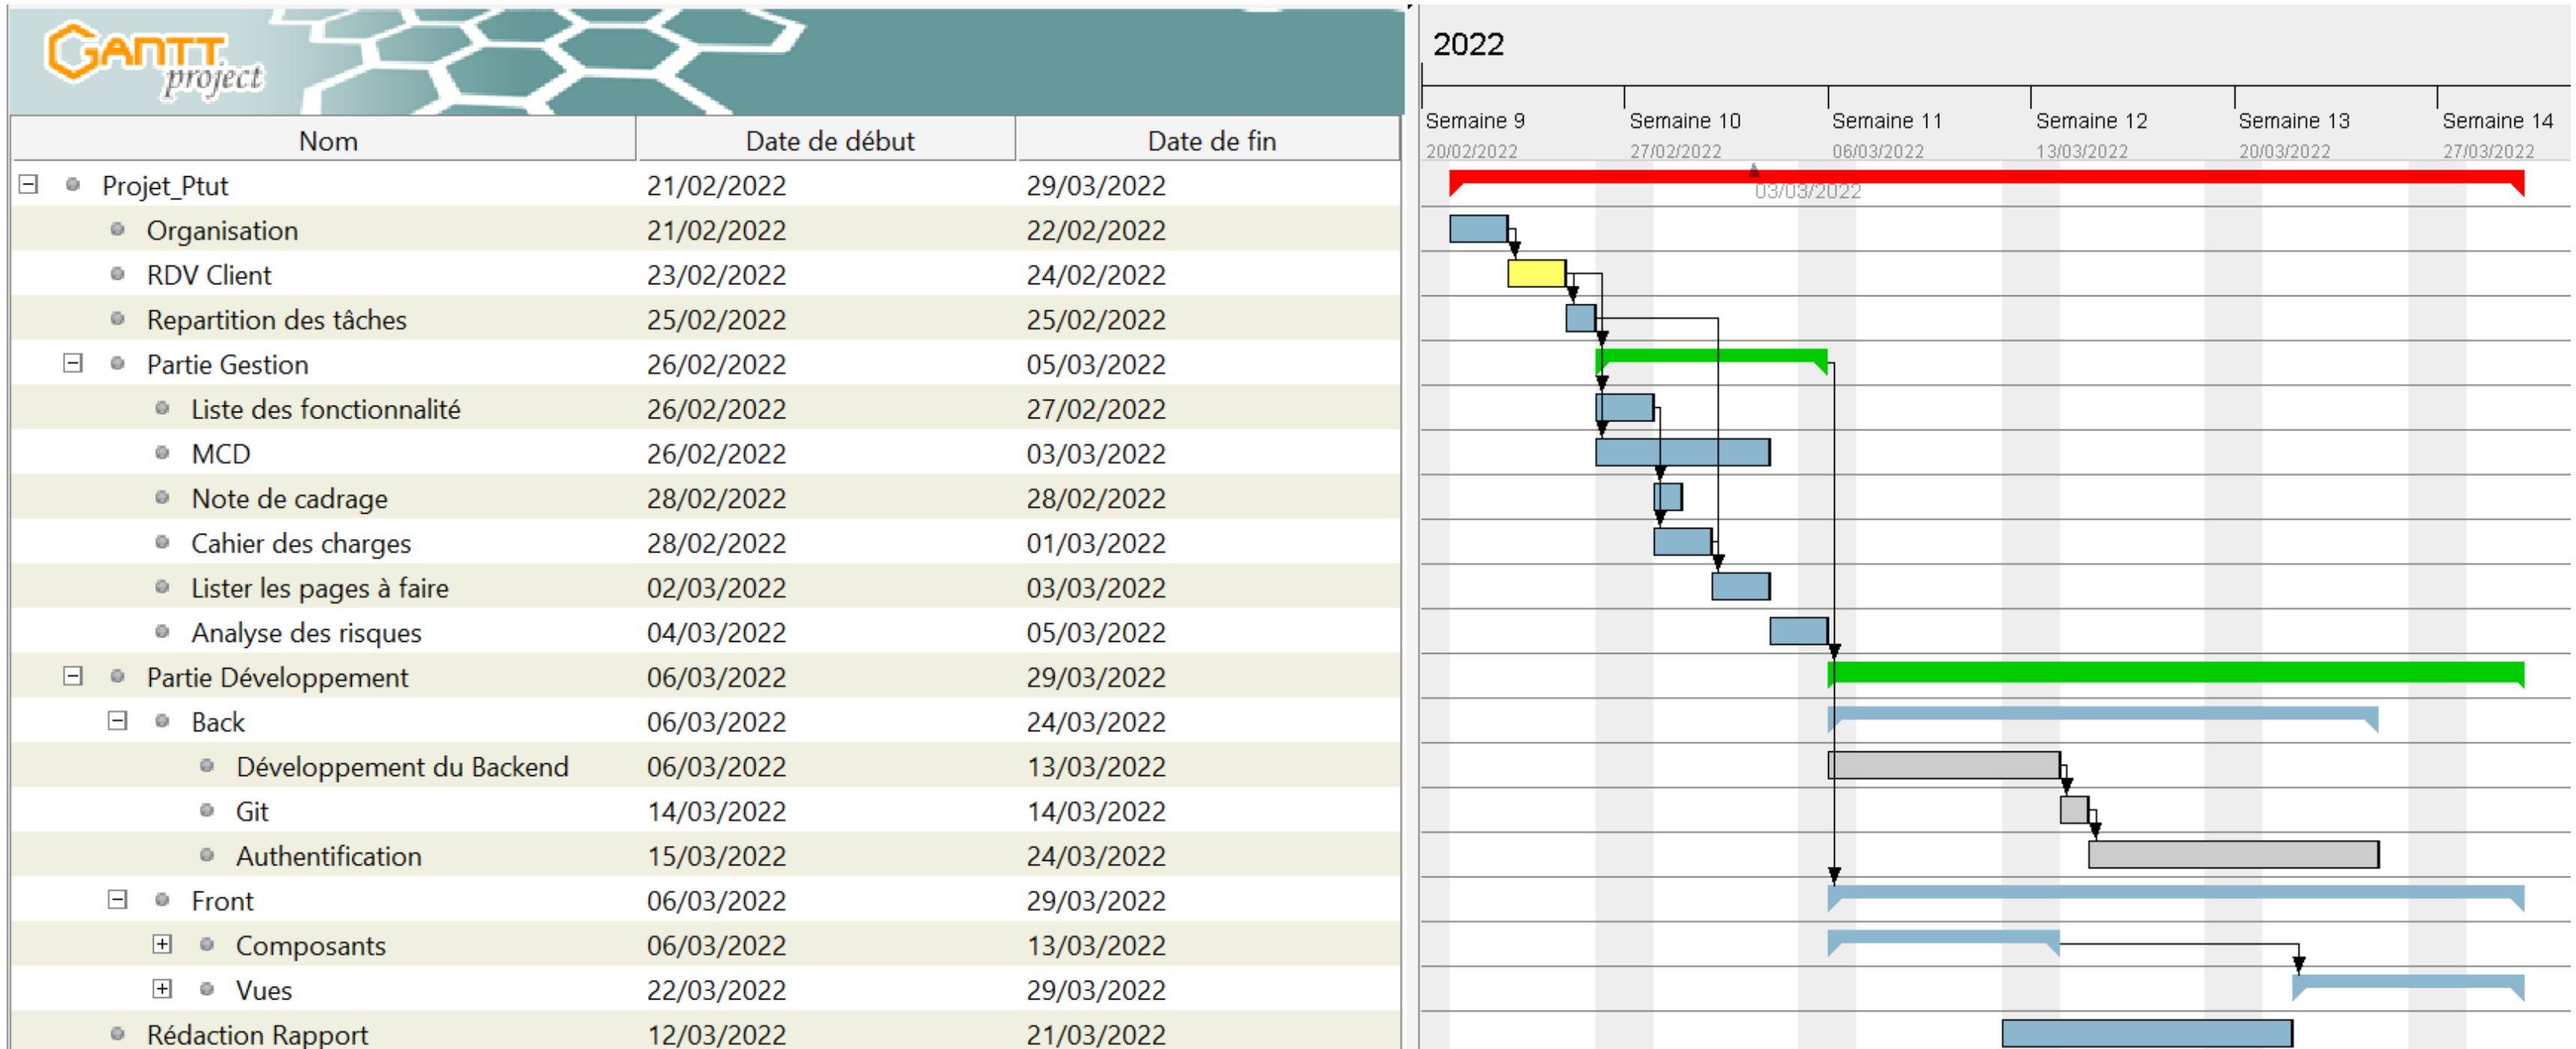 GANTT
project
2022
Semaine 9 Semaine 10 Semaine 11 Semaine 12 Semaine 13 Semaine 14
20/02/2022 27/02/2022 06/03/2022 13/03/2022 20/03/2022 27/03/2022
Nom Date de début Date de fin
Projet_Ptut 21/02/2022 29/03/2022
03/03/2022
Organisation 21/02/2022 22/02/2022
RDV Client 23/02/2022 24/02/2022
Repartition des tâches 25/02/2022 25/02/2022
Partie Gestion 26/02/2022 05/03/2022
Liste des fonctionnalité 26/02/2022 27/02/2022
MCD 26/02/2022 03/03/2022
Note de cadrage 28/02/2022 28/02/2022
Cahier des charges 28/02/2022 01/03/2022
Lister les pages à faire 02/03/2022 03/03/2022
Analyse des risques 04/03/2022 05/03/2022
Partie Développement 06/03/2022 29/03/2022
Back 06/03/2022 24/03/2022
Développement du Backend 06/03/2022 13/03/2022
Git 14/03/2022 14/03/2022
Authentification 15/03/2022 24/03/2022
Front 06/03/2022 29/03/2022
Composants 06/03/2022 13/03/2022
Vues 22/03/2022 29/03/2022
Rédaction Rapport 12/03/2022 21/03/2022